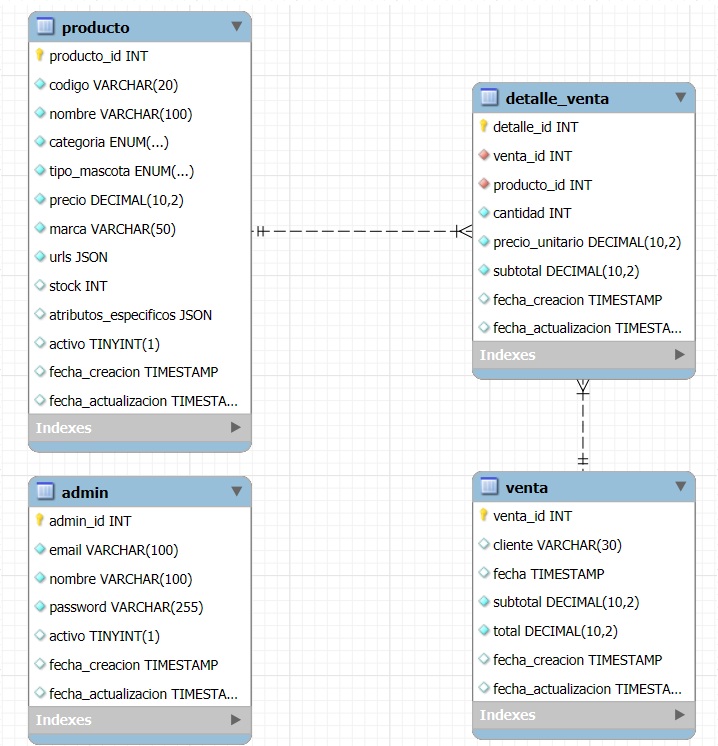 producto
producto_id INT
codigo VARCHAR(20)
nombre VARCHAR(100)
categoria ENUM(...)
tipo_mascota ENUM(...)
precio DECIMAL(10,2)
marca VARCHAR(50)
urls JSON
stock INT
atributos_especificos JSON
activo TINYINT(1)
fecha_creacion TIMESTAMP
fecha_actualizacion TIMESTA...
Indexes
detalle_venta
detalle_id INT
venta_id INT
producto_id INT
cantidad INT
precio_unitario DECIMAL(10,2)
subtotal DECIMAL(10,2)
fecha_creacion TIMESTAMP
fecha_actualizacion TIMESTA...
Indexes
admin
admin_id INT
email VARCHAR(100)
nombre VARCHAR(100)
password VARCHAR(255)
activo TINYINT(1)
fecha_creacion TIMESTAMP
fecha_actualizacion TIMESTA...
Indexes
venta
venta_id INT
cliente VARCHAR(30)
fecha TIMESTAMP
subtotal DECIMAL(10,2)
total DECIMAL(10,2)
fecha_creacion TIMESTAMP
fecha_actualizacion TIMESTA...
Indexes